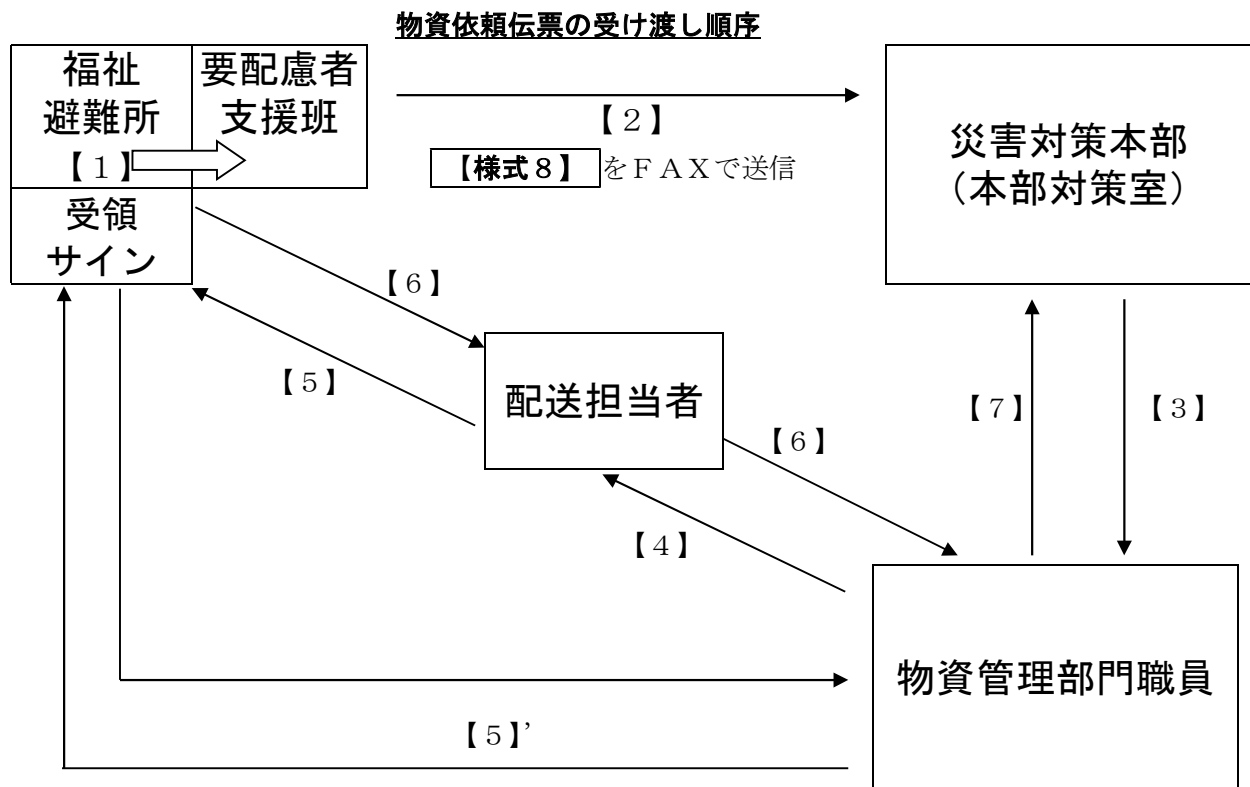 物資依頼伝票の受け渡し順序
福祉
避難所
【１】
要配慮者
支援班
【２】
【様式８】をＦＡＸで送信
災害対策本部
（本部対策室）
受領
サイン
【６】
【５】
配送担当者
【７】
【３】
【６】
【４】
物資管理部門職員
【５】’